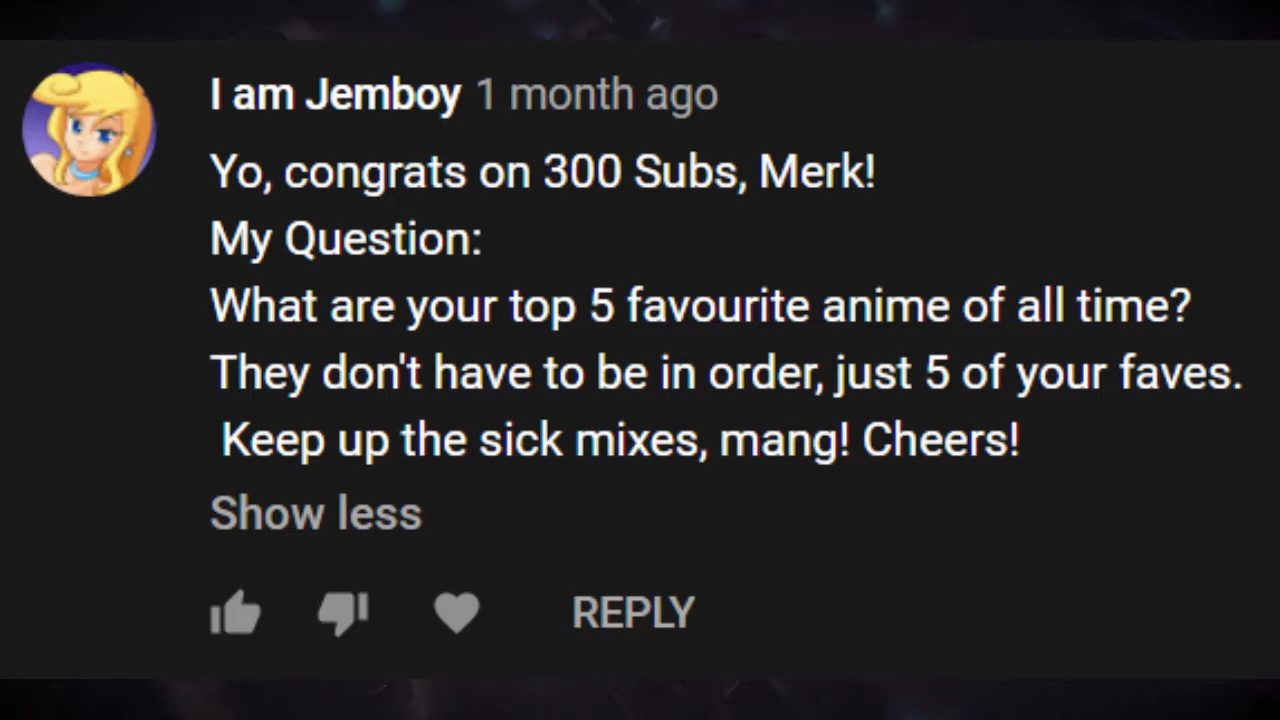 I am Jemboy 1 month ago
Yo, congrats on 300 Subs, Merk!
My Question:
What are your top 5 favourite anime of all time?
They don't have to be in order, just 5 of your faves.
Keep up the sick mixes, mang! Cheers!
Show less
REPLY